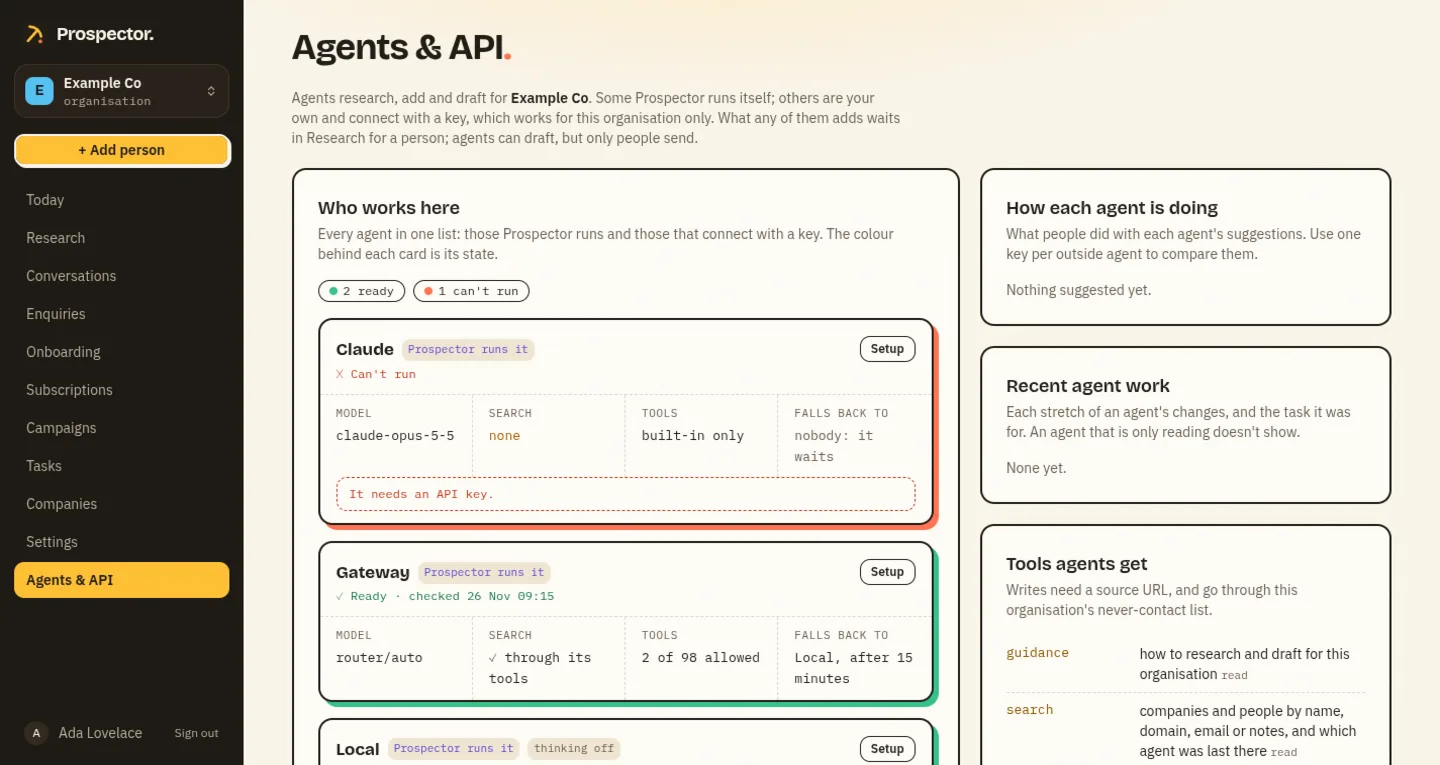 Prospector.
E
Example Co
organisation
+ Add person
Today
Research
Conversations
Enquiries
Onboarding
Subscriptions
Campaigns
Tasks
Companies
Settings
Agents & API
A Ada Lovelace Sign out
Agents & API.
Agents research, add and draft for Example Co. Some Prospector runs itself; others are your
own and connect with a key, which works for this organisation only. What any of them adds waits
in Research for a person; agents can draft, but only people send.
Who works here
Every agent in one list: those Prospector runs and those that connect with a key. The colour
behind each card is its state.
2 ready 1 can't run
Claude Prospector runs it Setup
X Can't run
MODEL
claude-opus-5-5
SEARCH
none
TOOLS
built-in only
FALLS BACK TO
nobody: it
waits
It needs an API key.
Gateway Prospector runs it Setup
✓ Ready · checked 26 Nov 09:15
MODEL
router/auto
SEARCH
✓ through its
tools
TOOLS
2 of 98 allowed
FALLS BACK TO
Local, after 15
minutes
Local Prospector runs it thinking off Setup
How each agent is doing
What people did with each agent's suggestions. Use one
key per outside agent to compare them.
Nothing suggested yet.
Recent agent work
Each stretch of an agent's changes, and the task it was
for. An agent that is only reading doesn't show.
None yet.
Tools agents get
Writes need a source URL, and go through this
organisation's never-contact list.
guidance
how to research and draft for this
organisation read
search
companies and people by name,
domain, email or notes, and which
agent was last there read